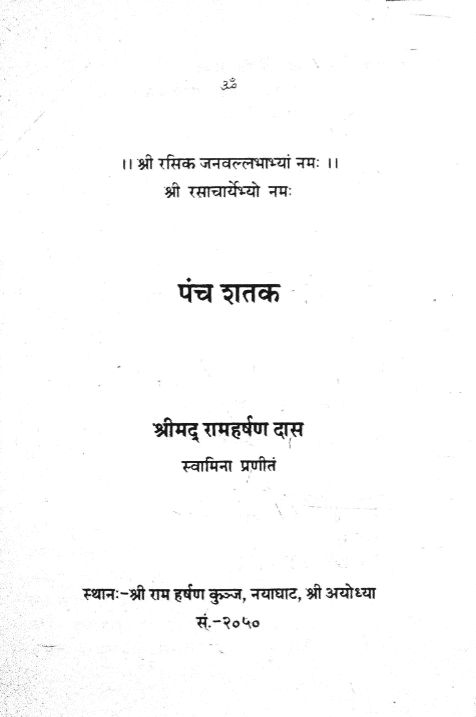 ॐ
।। श्री रसिक जनवल्लभाभ्यां नमः ।।
श्री रसाचार्येभ्यो नमः
पंच शतक
श्रीमद् रामहर्षण दास
स्वामिना प्रणीतं
स्थानः-श्री राम हर्षण कुञ्ज, नयाघाट, श्री अयोध्या
सं.-२०५०